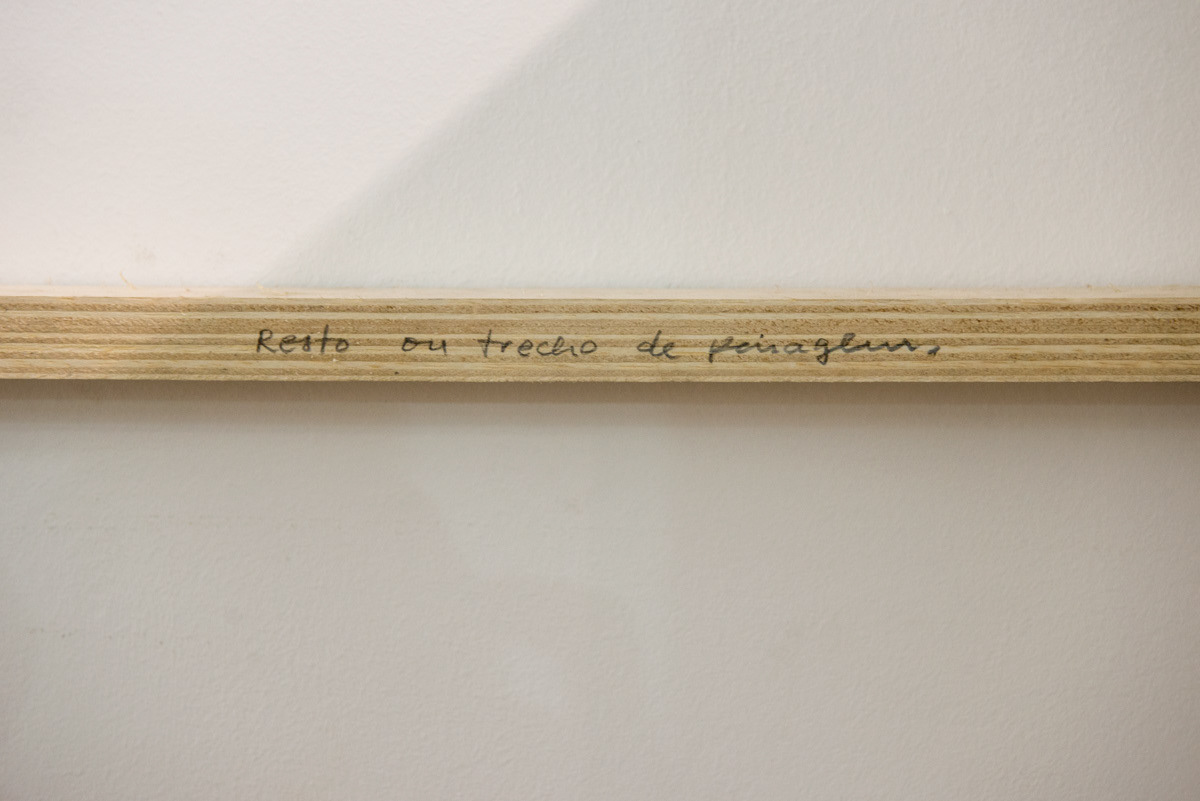 Resto ou trecho de paisagem.